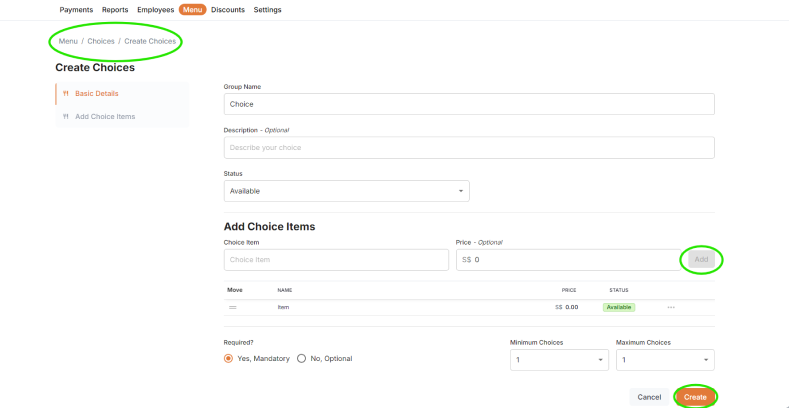 Payments Reports Employees Menu Discounts Settings
Menu / Choices / Create Choices
Create Choices
Basic Details
Add Choice Items
Group Name
Choice
Description - Optional
Describe your choice
Status
Available
Add Choice Items
Choice Item
Price - Optional
Choice Item
S$ 0
Add
Move NAME PRICE STATUS
Item S$ 0.00 Available
Required?
Minimum Choices
Maximum Choices
Yes, Mandatory
No, Optional
1
1
Cancel
Create